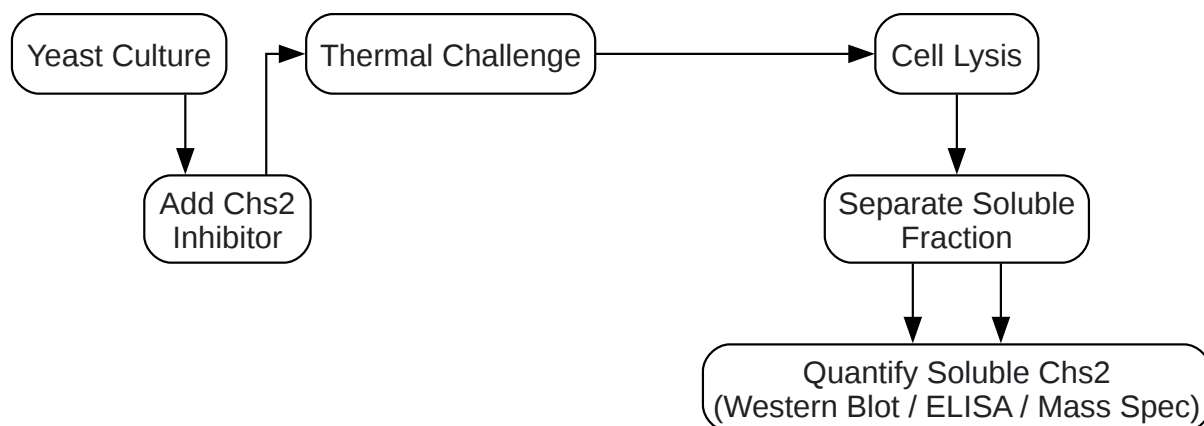 Yeast Culture
Thermal Challenge
Cell Lysis
Add Chs2
Inhibitor
Separate Soluble
Fraction
Quantify Soluble Chs2
(Western Blot / ELISA / Mass Spec)